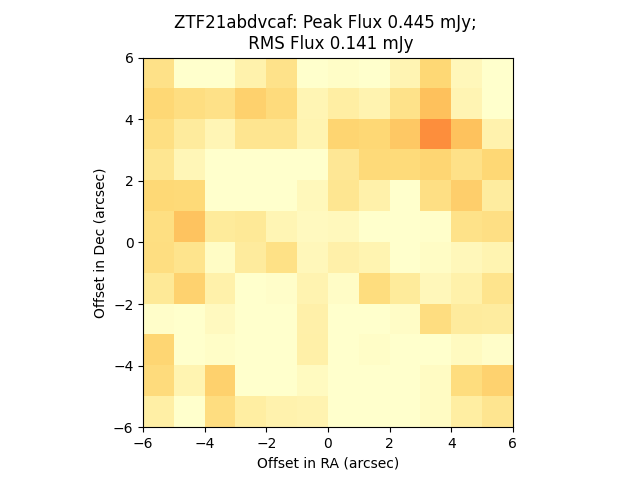 ZTF21abdvcaf: Peak Flux 0.445 mJy;
RMS Flux 0.141 mJy
6
4
2
0
−2
−4
−6
Offset in Dec (arcsec)
−6 −4 −2 0 2 4 6
Offset in RA (arcsec)